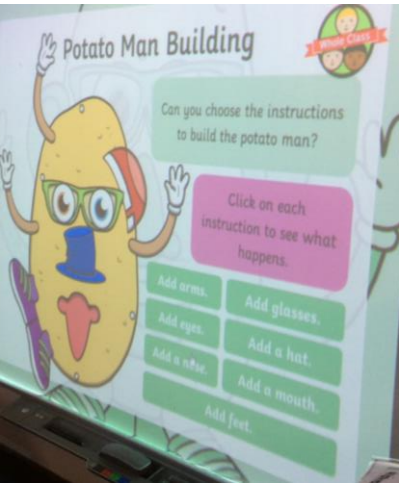 Potato Man Building
Whole Class
Can you choose the instructions
to build the potato man?
Click on each
instruction to see what
happens.
Add arms.
Add glasses.
Add eyes.
Add a hat.
Add a nose.
Add a mouth.
Add feet.